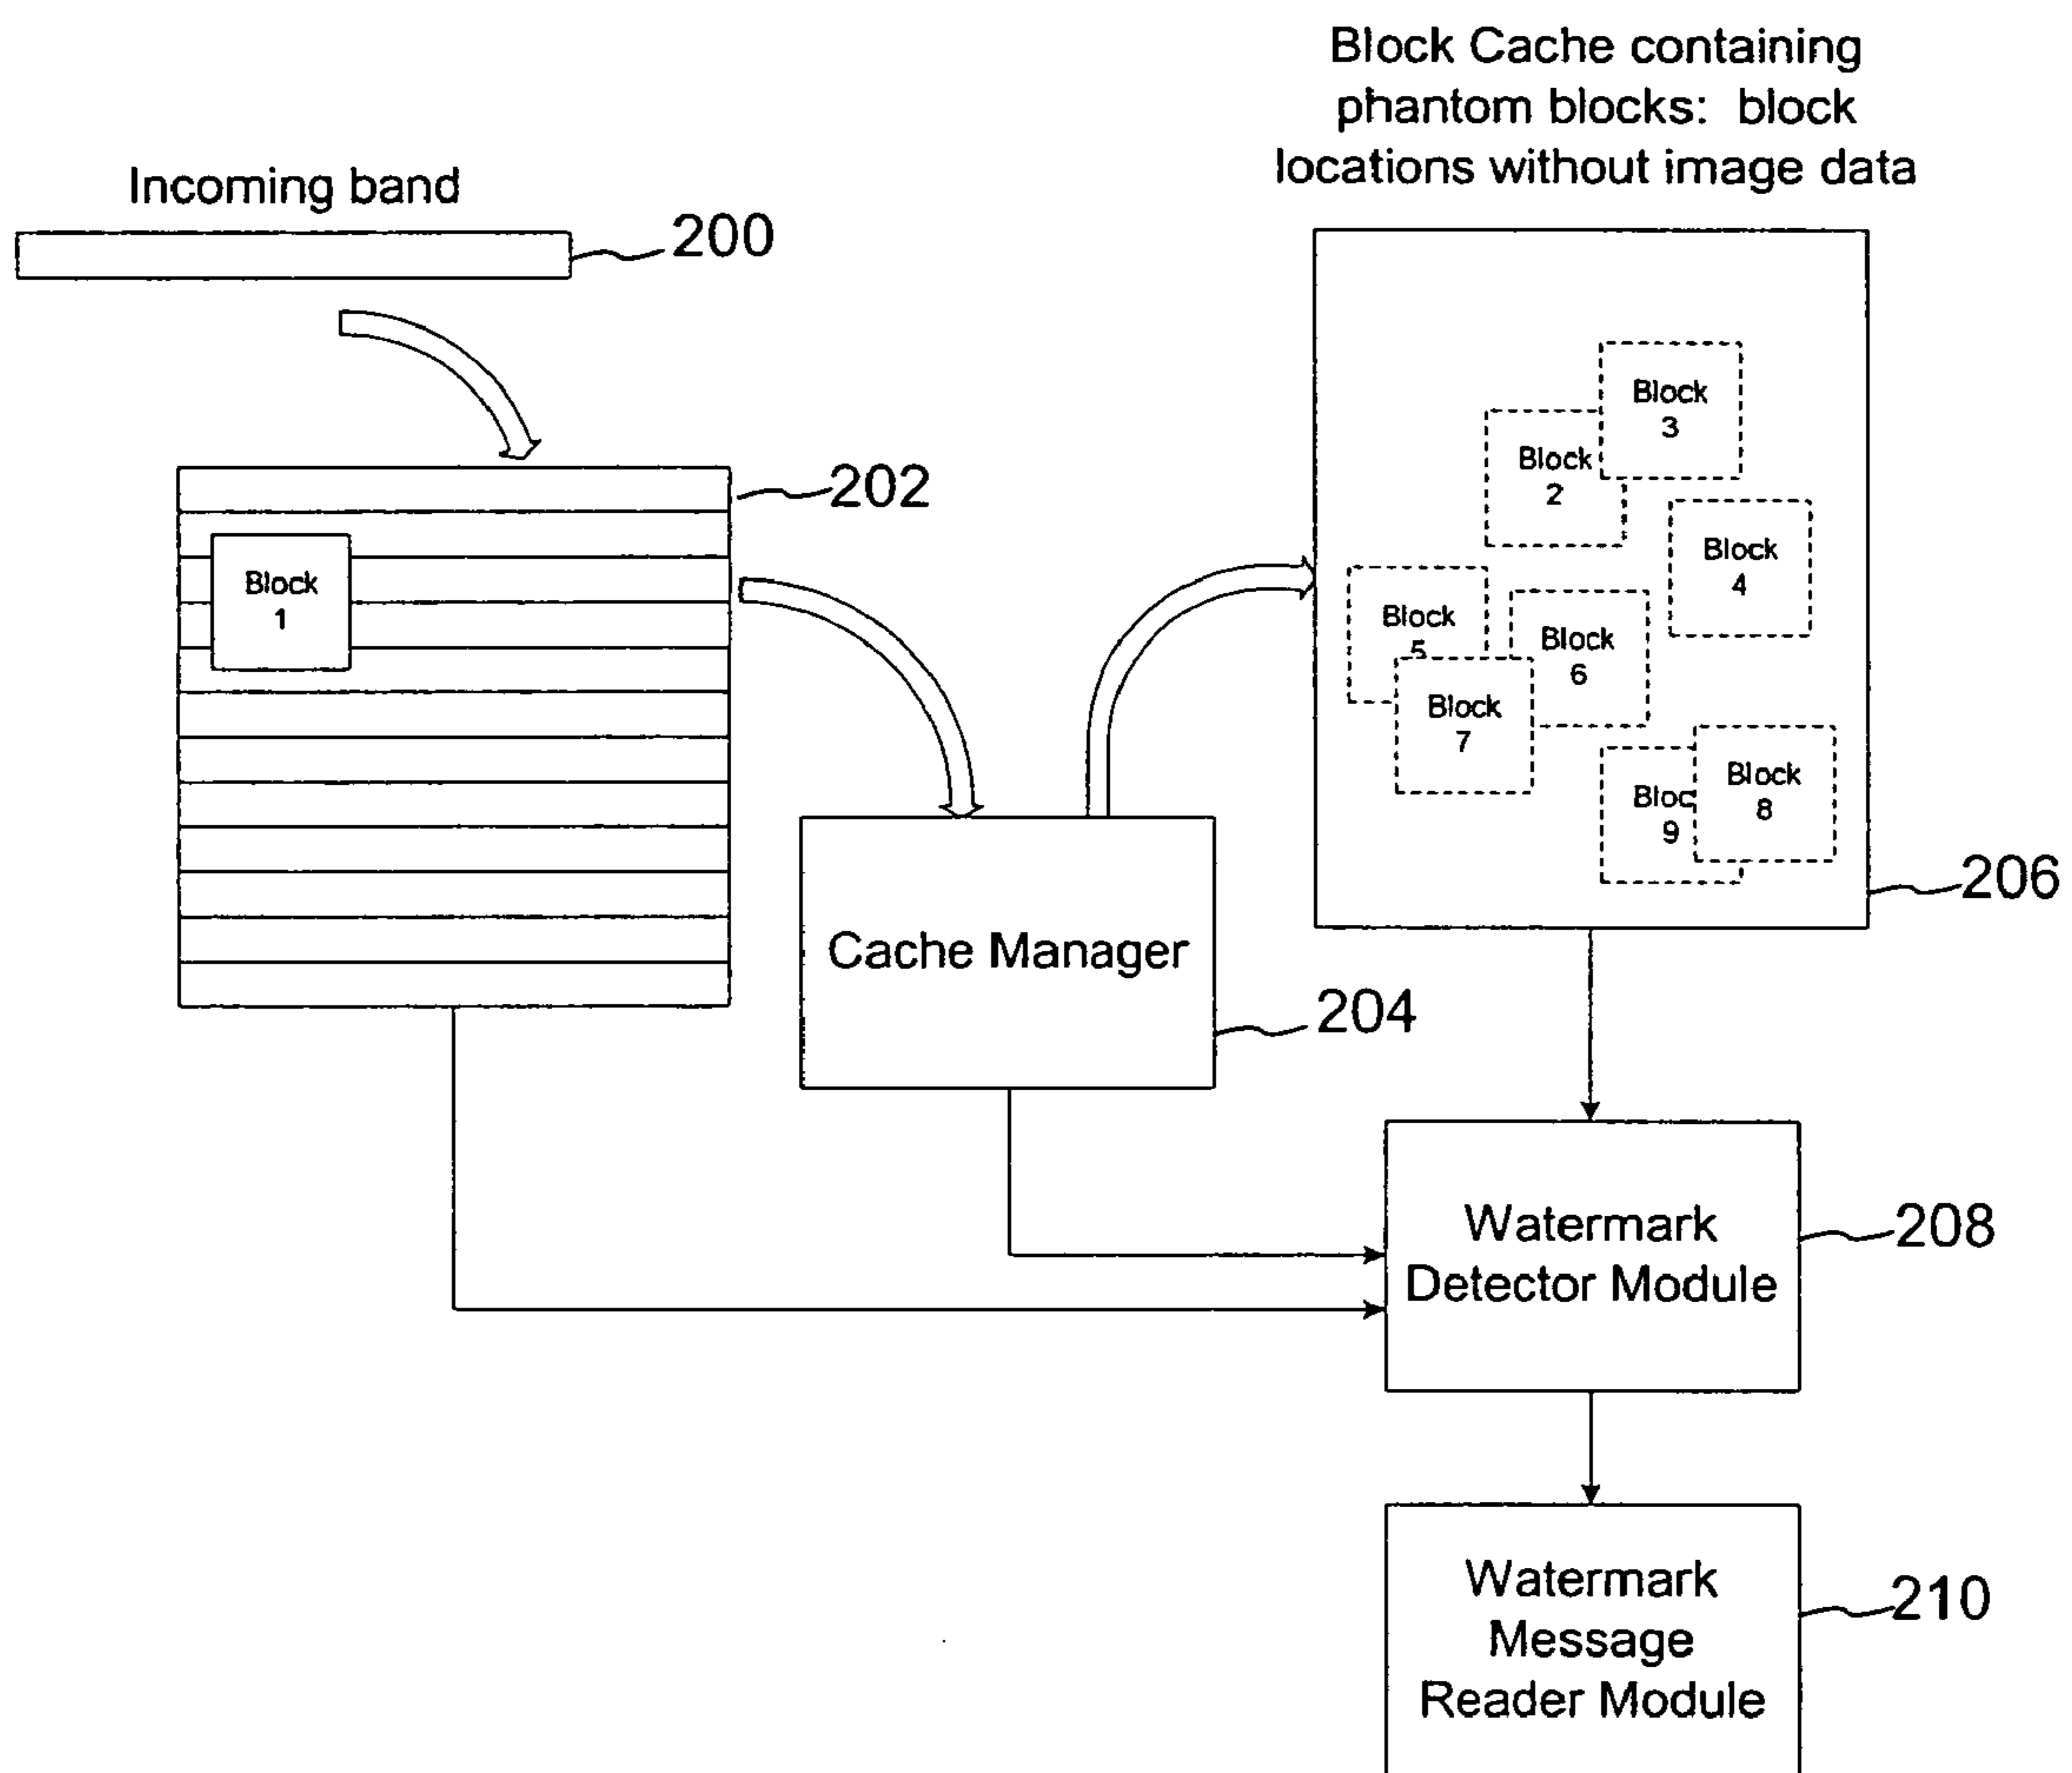 Block Cache containing
phantom blocks: block
locations without image data
Incoming band
200
202
Block
1
Block
3
Block
2
Block
4
Block
5
Block
6
Block
7
Block
8
Bloc
9
206
Cache Manager
204
Watermark
Detector Module
208
Watermark
Message
Reader Module
210